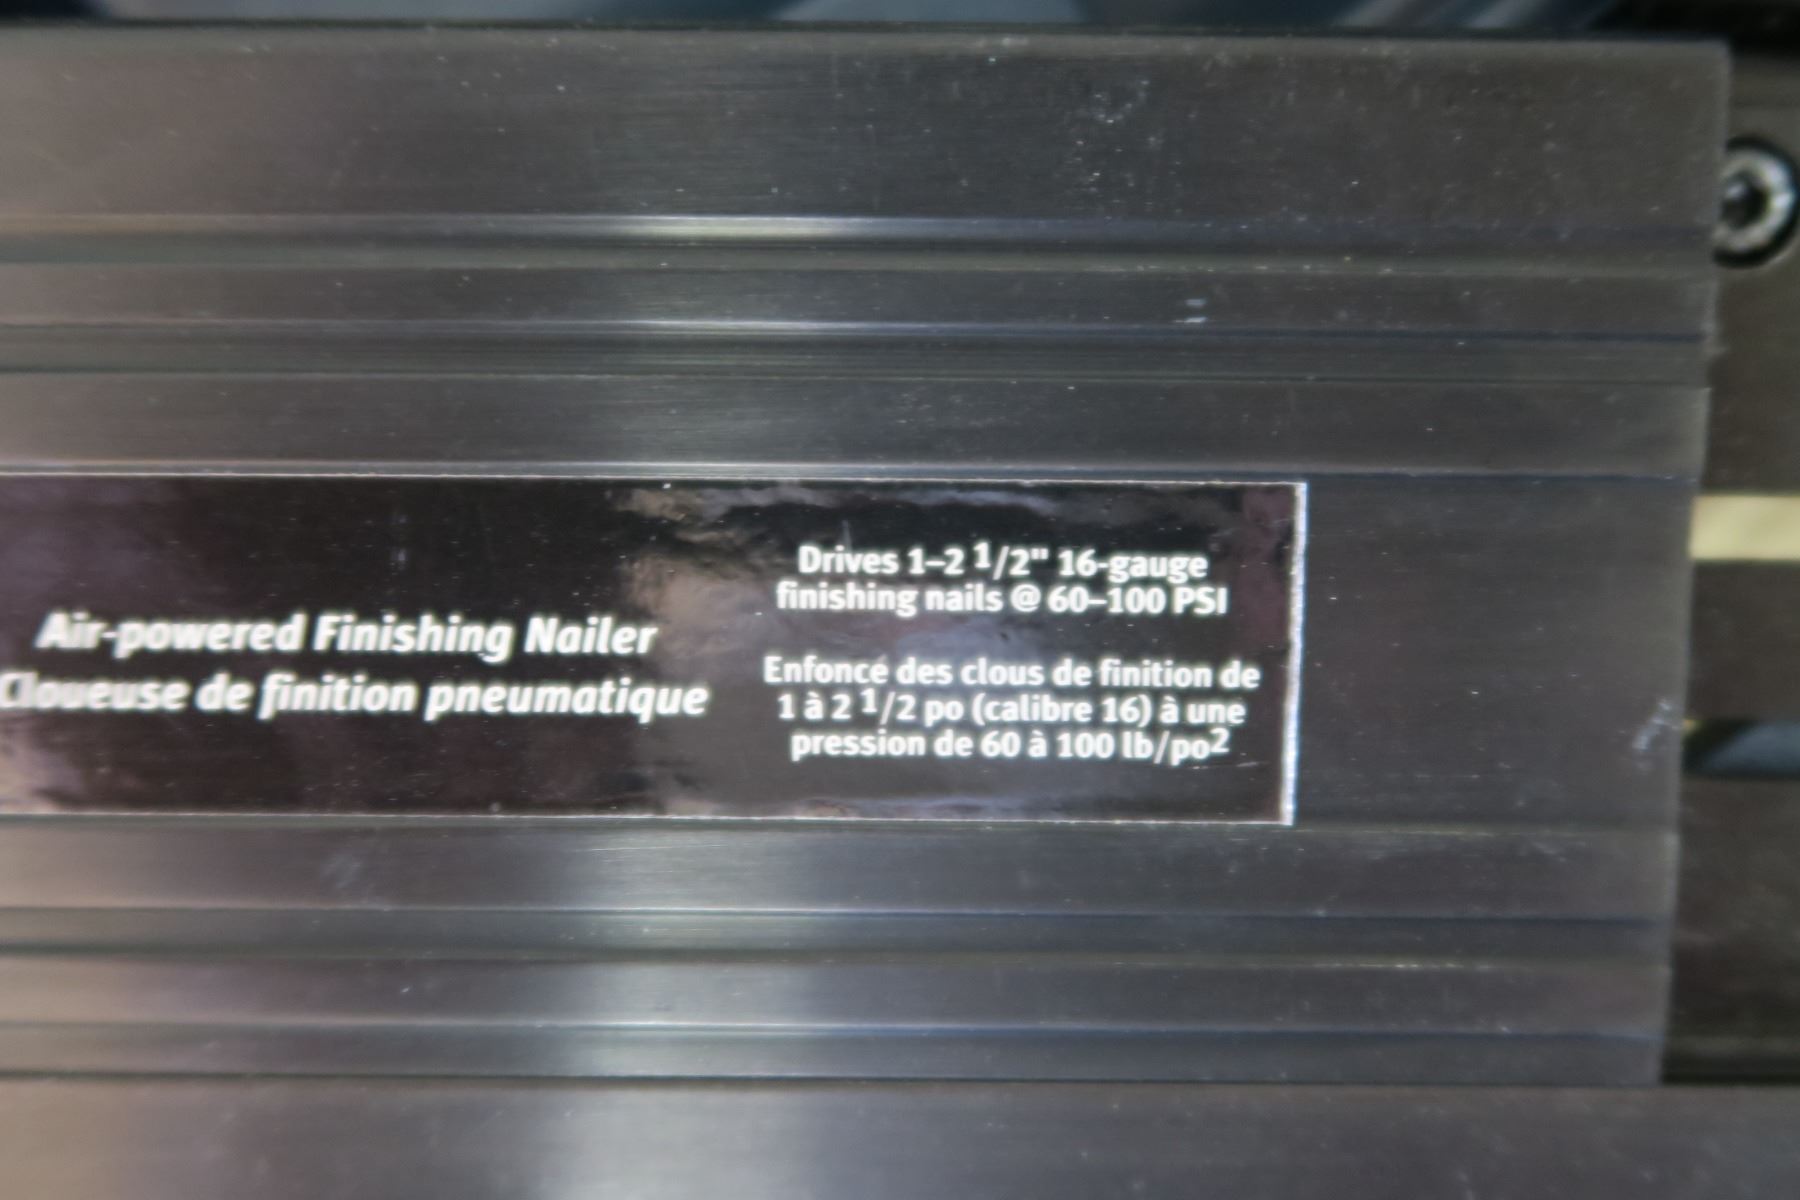 Air-powered Finishing Nailer
Cloueuse de finition pneumatique
Drives 1–2 1/2" 16-gauge
finishing nails @ 60–100 PSI
Enfonce des clous de finition de
1 à 2 1/2 po (calibre 16) à une
pression de 60 à 100 lb/po²